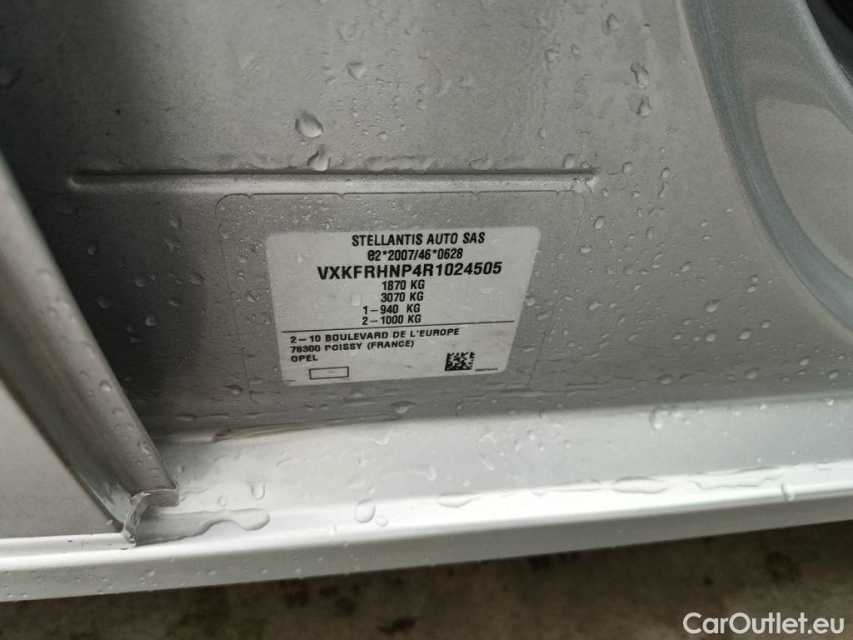 STELLANTIS AUTO SAS
e2*2007/46*0628
VXKFRHNP4R1024505
1870 KG
3070 KG
1-940 KG
2-1000 KG
2-10 BOULEVARD DE L'EUROPE
78300 POISSY (FRANCE)
OPEL
CarOutlet.eu